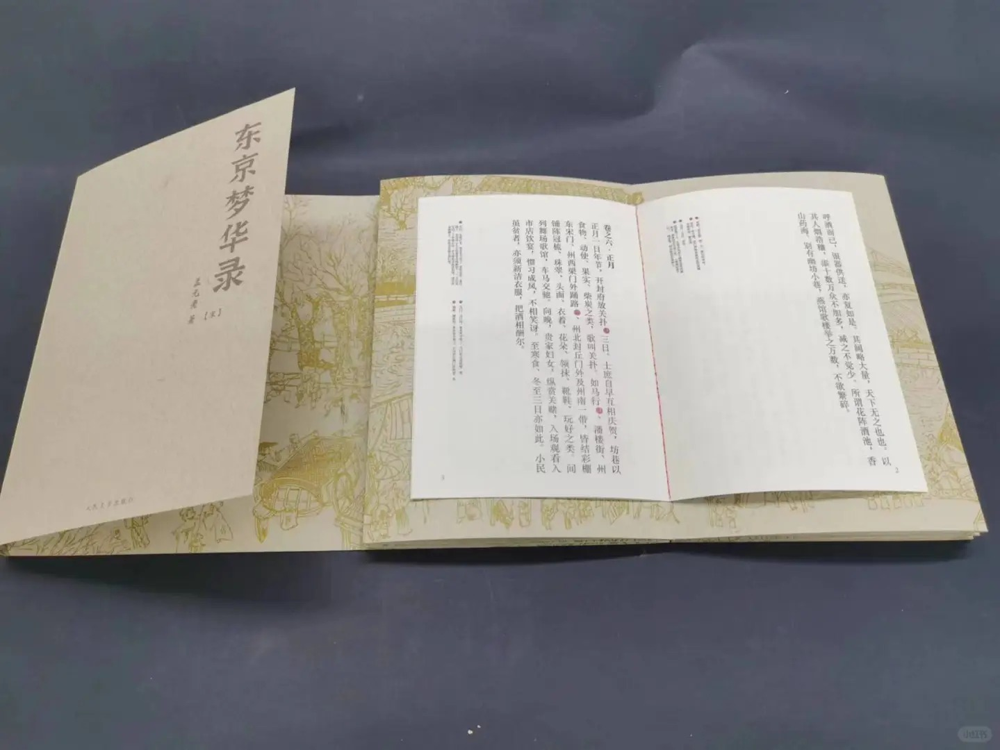 东京梦华录
[宋]
孟元老 著
人民文学出版社
呼酒而已，银器供送，亦复如是。其阔略大量，天下无之也也。以
其人烟浩穰，添十数万众不加多，减之不觉少。所谓花阵酒池，香
山药海。别有幽坊小巷，燕馆歌楼举之万数，不欲繁碎。
2
卷之六·正月
正月一日年节，开封府放关扑三日。士庶自早互相庆贺，坊巷以
食物、动使、果实、柴炭之类，歌叫关扑。如马行、潘楼街、州
东宋门、州西梁门外踊路、州北封丘门外及州南一带，皆结彩棚
铺陈冠梳、珠翠、头面、衣着、花朵、领抹、靴鞋、玩好之类。间
列舞场歌馆，车马交驰。向晚，贵家妇女，纵赏关赌，入场观看入
市店饮宴，惯习成风，不相笑讶。至寒食、冬至三日亦如此。小民
虽贫者，亦须新洁衣服，把酒相酬尔。
3
小红书